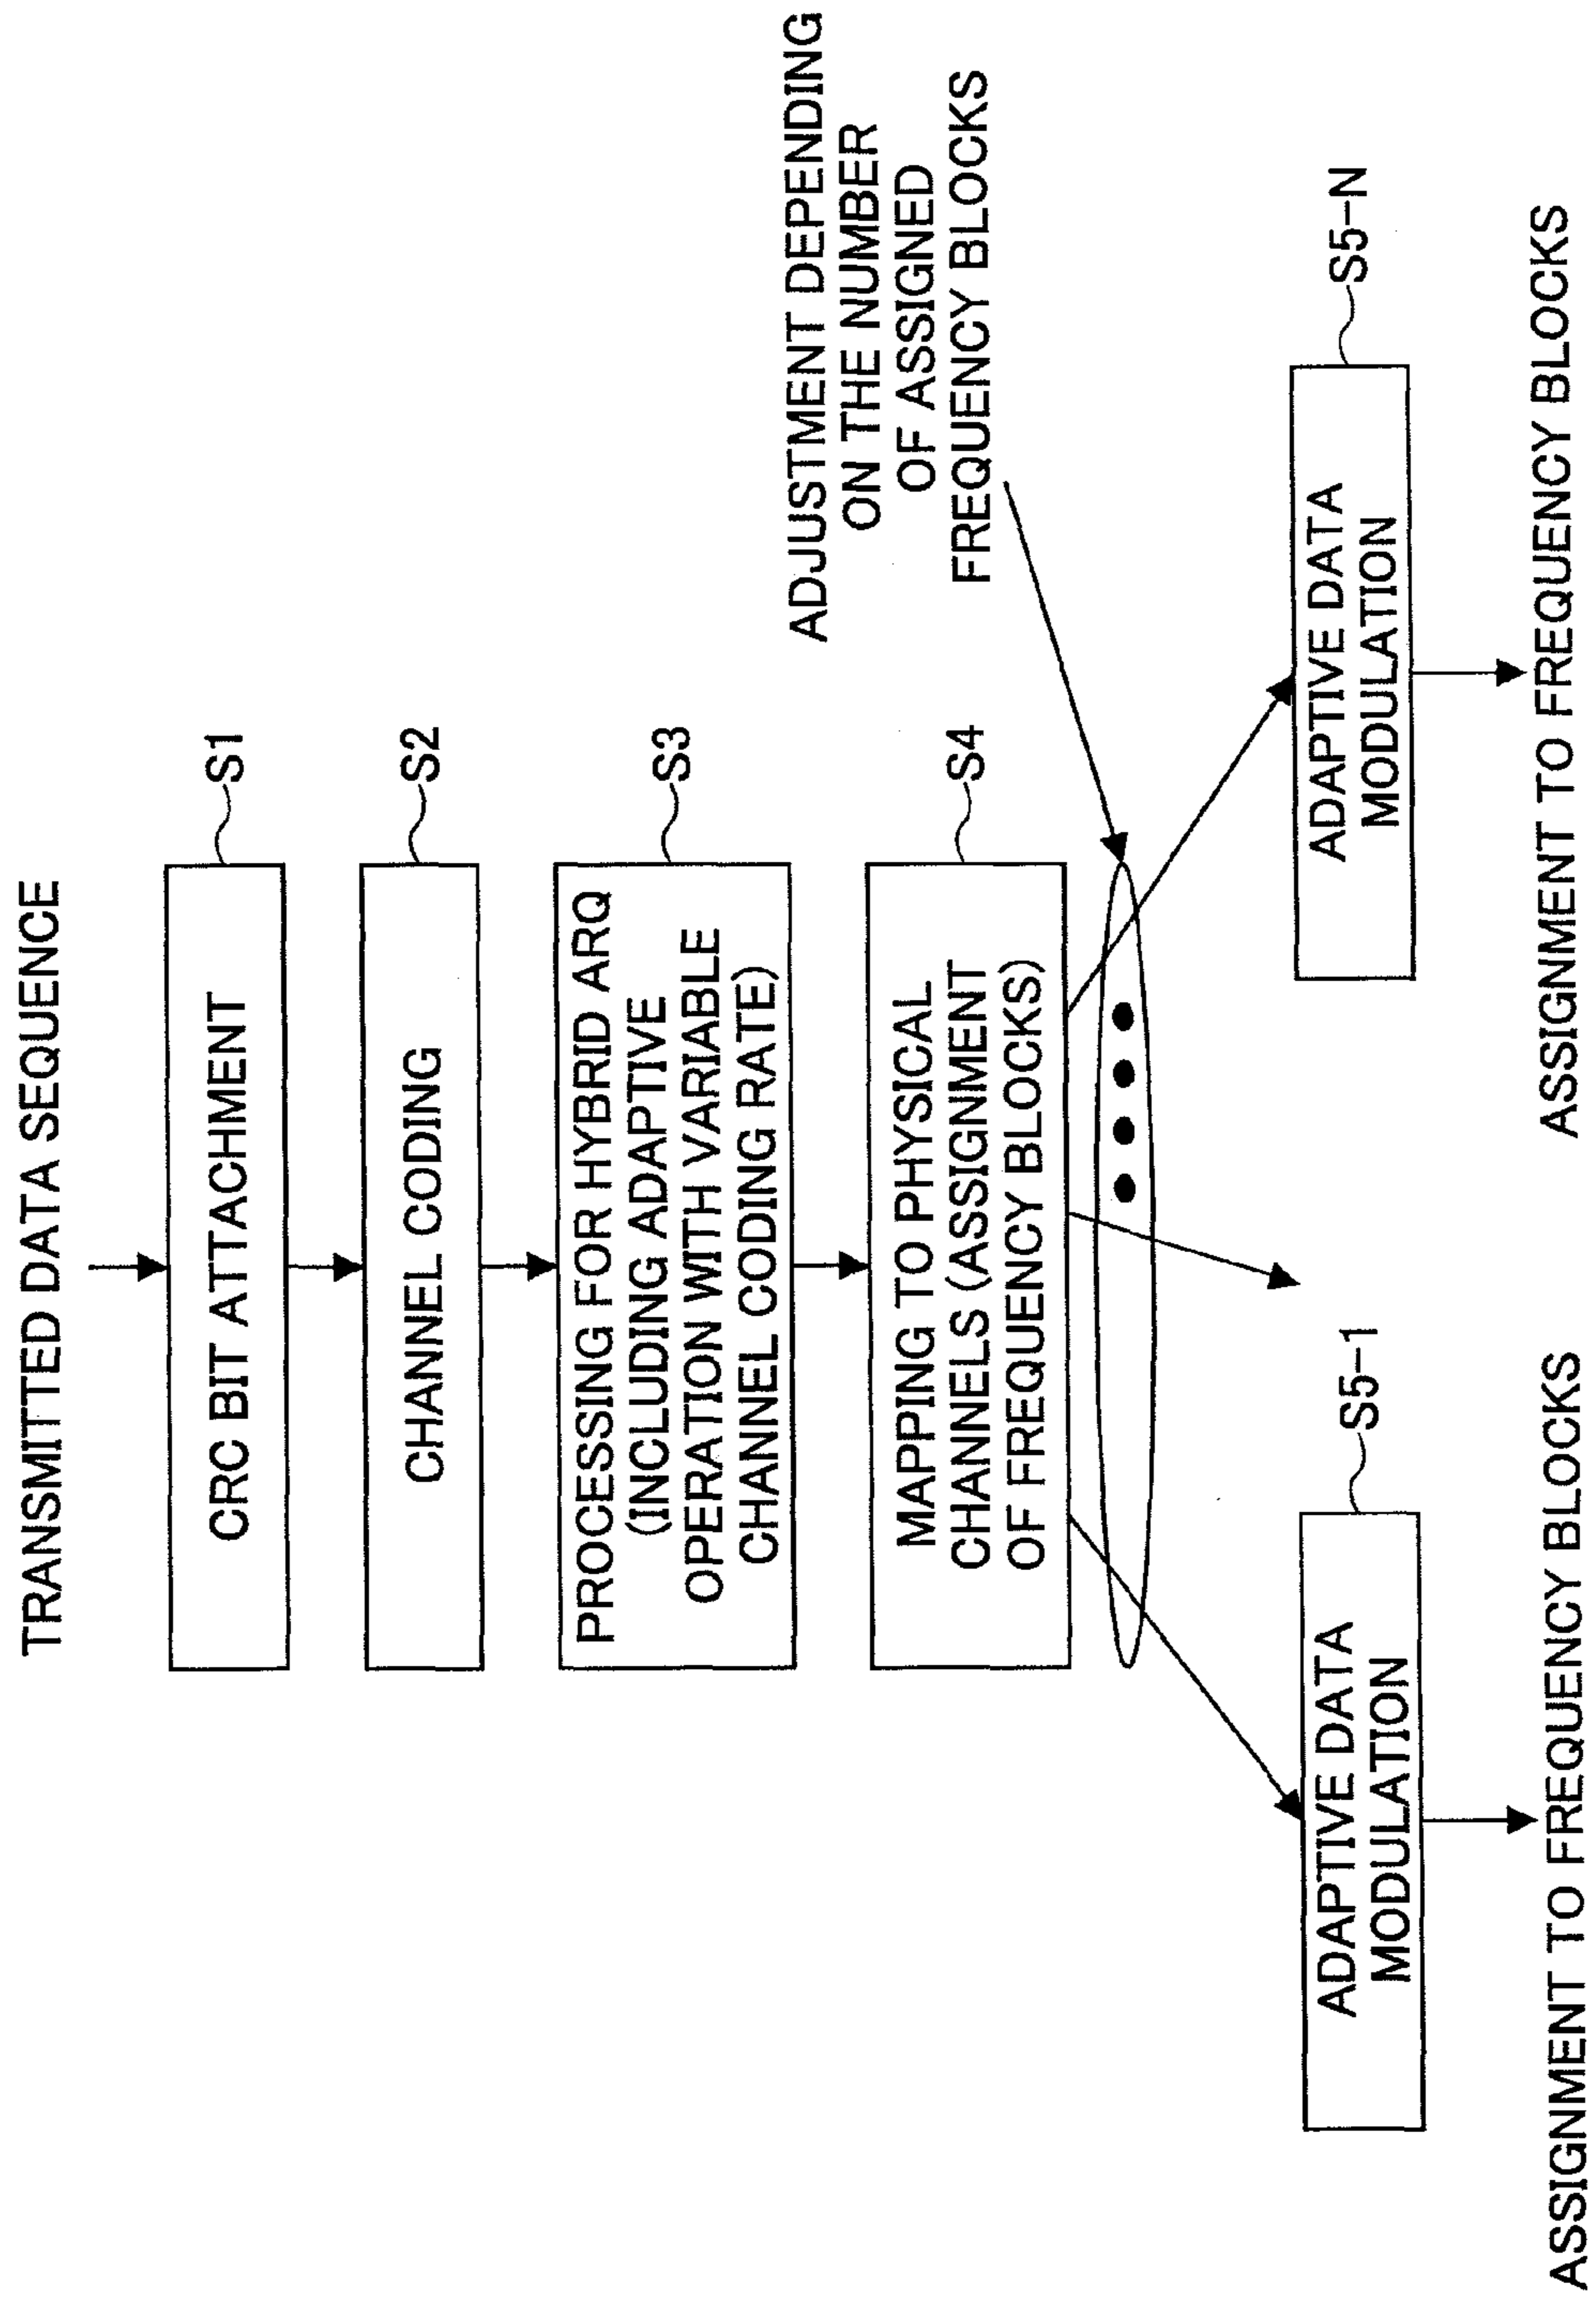 TRANSMITTED DATA SEQUENCE
CRC BIT ATTACHMENT
S1
CHANNEL CODING
S2
PROCESSING FOR HYBRID ARQ
(INCLUDING ADAPTIVE
OPERATION WITH VARIABLE
CHANNEL CODING RATE)
S3
MAPPING TO PHYSICAL
CHANNELS (ASSIGNMENT
OF FREQUENCY BLOCKS)
S4
ADJUSTMENT DEPENDING
ON THE NUMBER
OF ASSIGNED
FREQUENCY BLOCKS
ADAPTIVE DATA
MODULATION
S5-1
ADAPTIVE DATA
MODULATION
S5-N
ASSIGNMENT TO FREQUENCY BLOCKS
ASSIGNMENT TO FREQUENCY BLOCKS